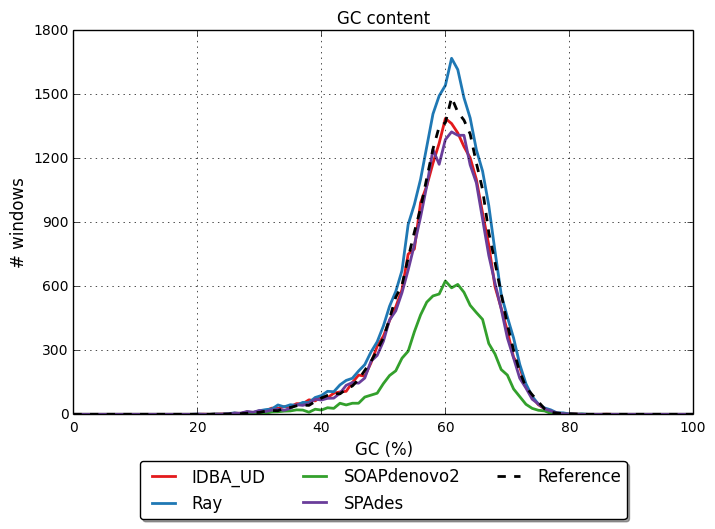 GC content
1800
1500
1200
900
600
300
0
# windows
0 20 40 60 80 100
GC (%)
IDBA_UD SOAPdenovo2 Reference
Ray SPAdes